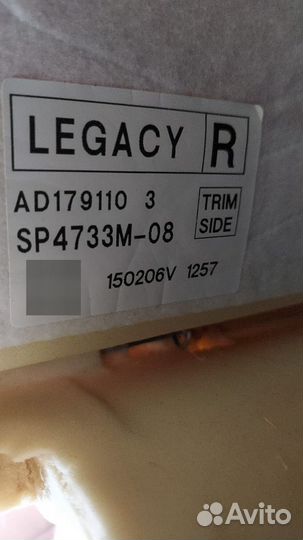 LEGACY R
AD179110 3
TRIM
SIDE
SP4733M-08
150206V 1257
Avito